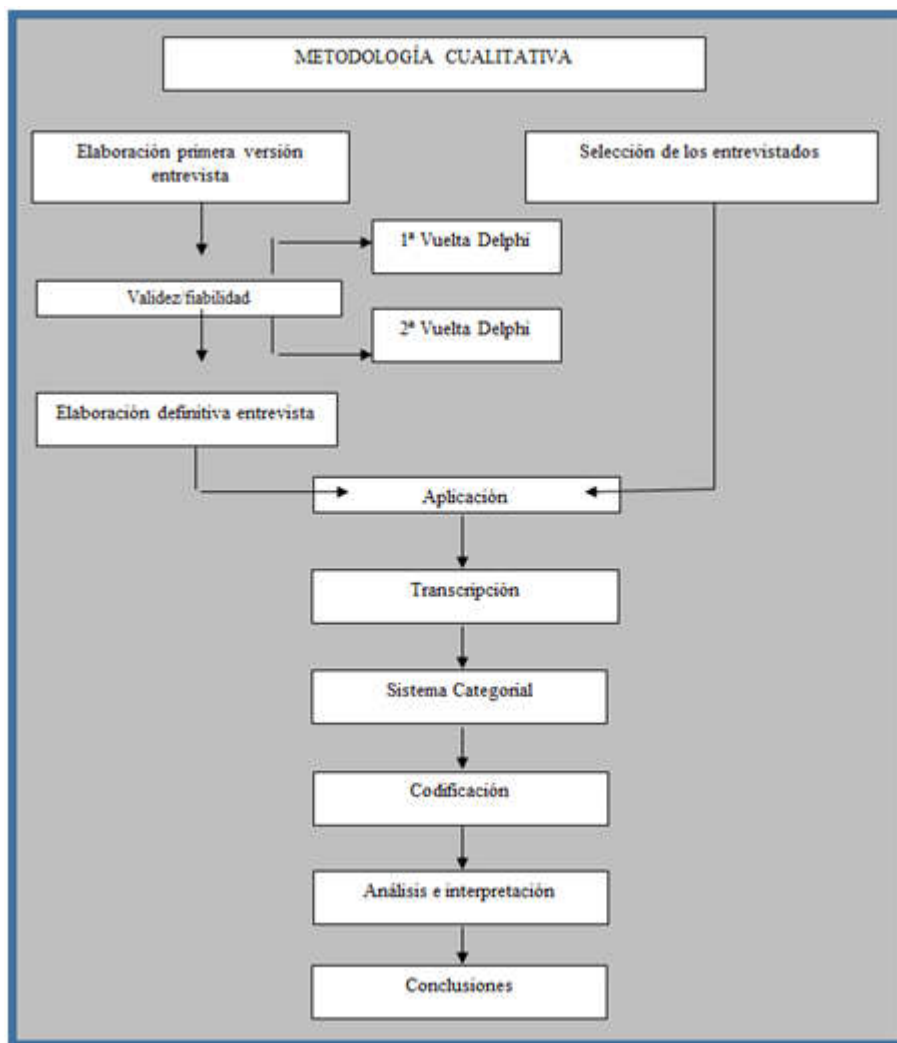 METODOLOGÍA CUALITATIVA
Elaboración primera versión
entrevista
Selección de los entrevistados
1ª Vuelta Delphi
Validez/fiabilidad
2ª Vuelta Delphi
Elaboración definitiva entrevista
Aplicación
Transcripción
Sistema Categorial
Codificación
Análisis e interpretación
Conclusiones